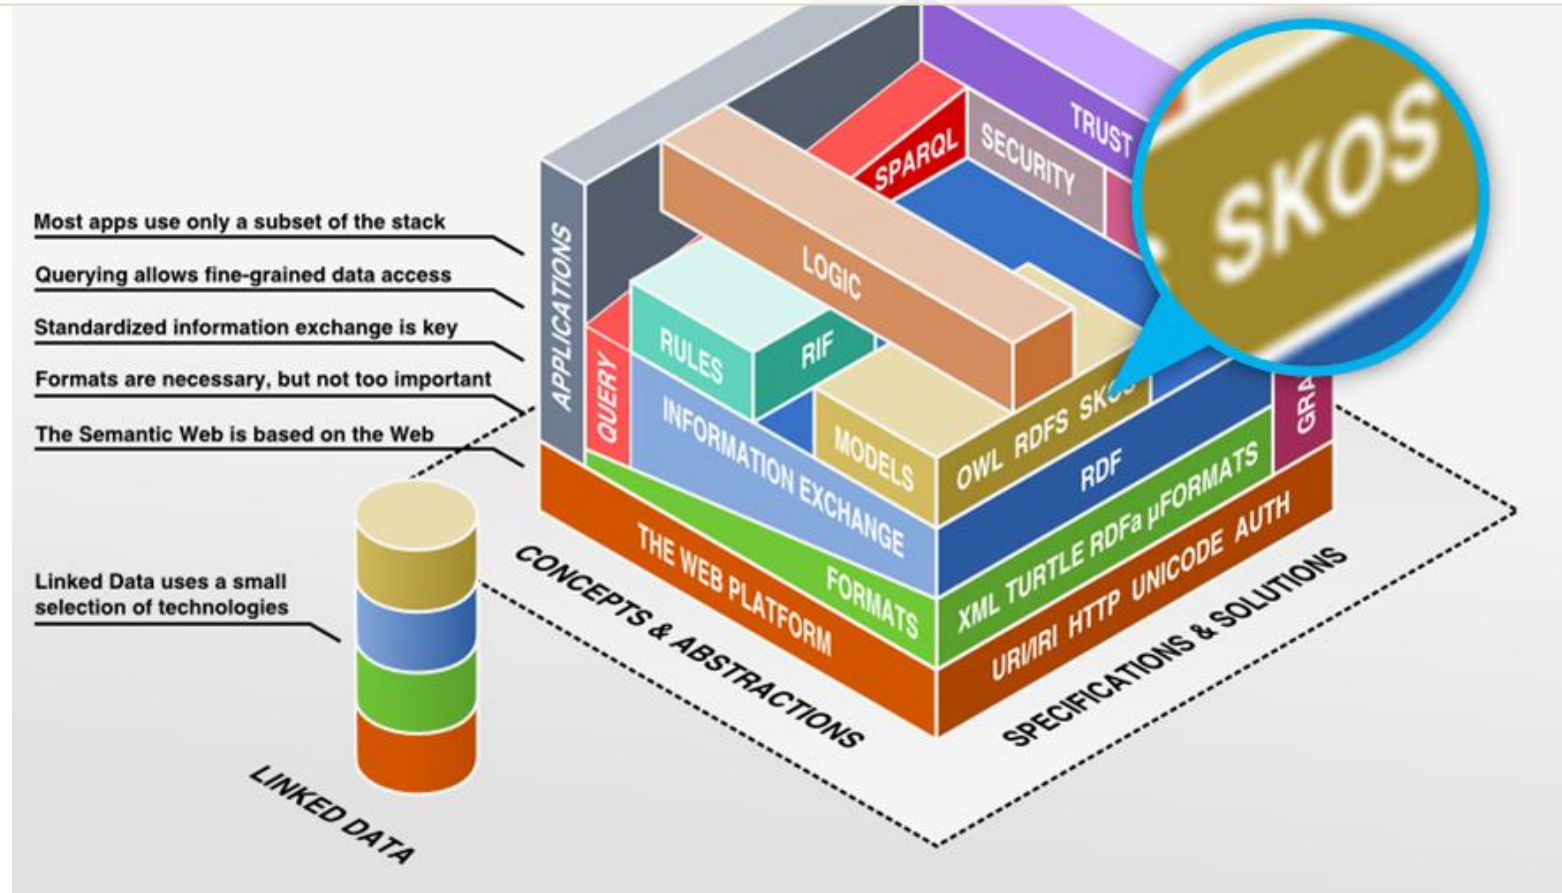 TRUST
SECURITY
SPARQL
SKOS
LOGIC
Most apps use only a subset of the stack
Querying allows fine-grained data access
Standardized information exchange is key
Formats are necessary, but not too important
The Semantic Web is based on the Web
APPLICATIONS
QUERY
RULES
RIF
INFORMATION EXCHANGE
MODELS
OWL RDFS
RDF
XML TURTLE RDFa µFORMATS
URI/IRI HTTP UNICODE AUTH
THE WEB PLATFORM
FORMATS
CONCEPTS & ABSTRACTIONS
SPECIFICATIONS & SOLUTIONS
Linked Data uses a small
selection of technologies
LINKED DATA